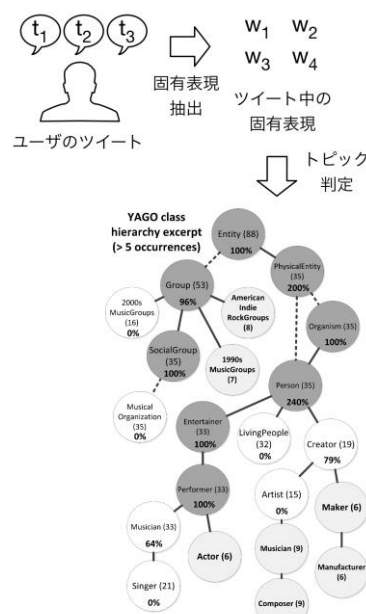 t1 t2 t3
ユーザのツイート
固有表現
抽出
w1 w2
w3 w4
ツイート中の
固有表現
トピック
判定
YAGO class
hierarchy excerpt
(> 5 occurrences)
Entity (88)
100%
PhysicalEntity
(35)
200%
Group (53)
96%
American
Indie
RockGroups
(8)
Organism (35)
100%
2000s
MusicGroups
(16)
0%
SocialGroup
(35)
100%
1990s
MusicGroups
(7)
Person (35)
240%
Musical
Organization
(35)
0%
Entertainer
(33)
100%
LivingPeople
(32)
0%
Creator (19)
79%
Performer (33)
100%
Artist (15)
0%
Maker (6)
Musician (33)
64%
Actor (6)
Musician (9)
Manufacturer
(6)
Singer (21)
0%
Composer (9)